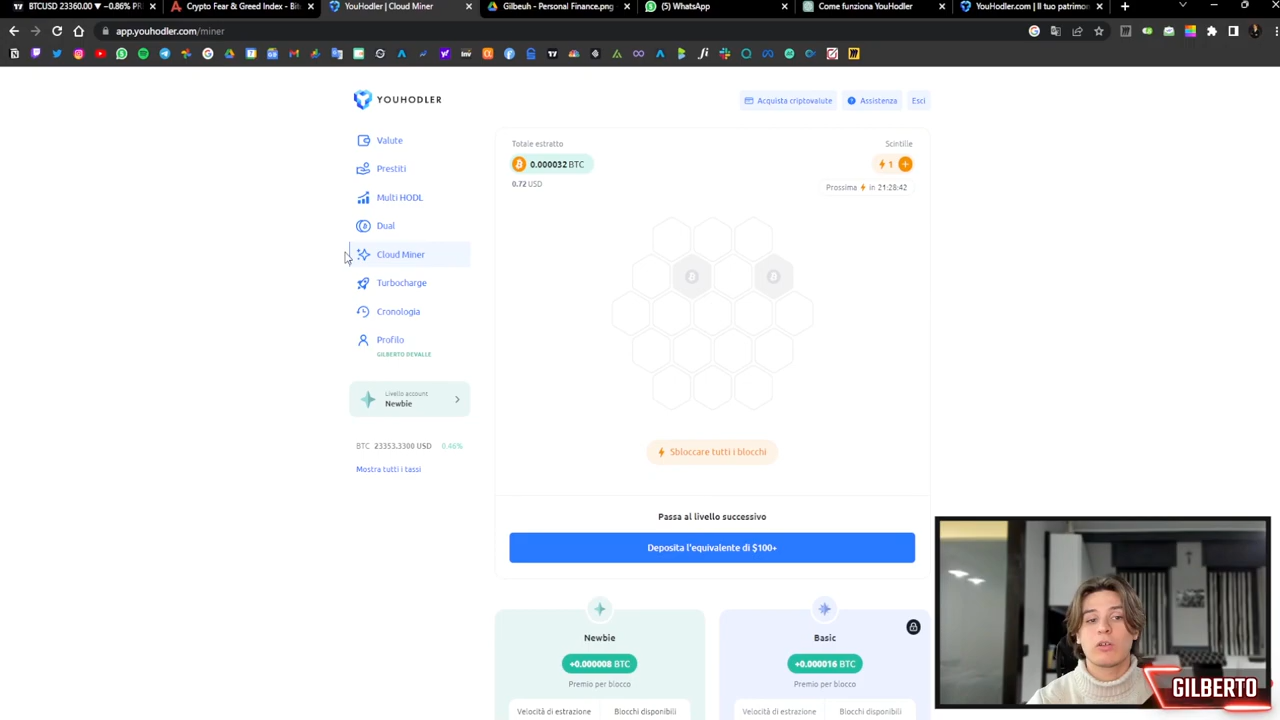 BTCUSD 23360.00 −0.86% PR
Crypto Fear & Greed Index - Bit
YouHodler | Cloud Miner
Gilbeuh - Personal Finance.png
(5) WhatsApp
Come funziona YouHodler
YouHodler.com | Il tuo patrimon
app.youhodler.com/miner
YOUHODLER
Acquista criptovalute
Assistenza
Esci
Valute
Prestiti
Multi HODL
Dual
Cloud Miner
Turbocharge
Cronologia
Profilo
GILBERTO DEVALLE
Livello account
Newbie
BTC 23353.3300 USD 0.46%
Mostra tutti i tassi
Totale estratto
0.000032 BTC
0.72 USD
Scintille
1
Prossima in 21:28:42
Sbloccare tutti i blocchi
Passa al livello successivo
Deposita l'equivalente di $100+
Newbie
+0.000008 BTC
Premio per blocco
Velocità di estrazione
Blocchi disponibili
Basic
+0.000016 BTC
Premio per blocco
Velocità di estrazione
Blocchi disponibili
GILBERTO